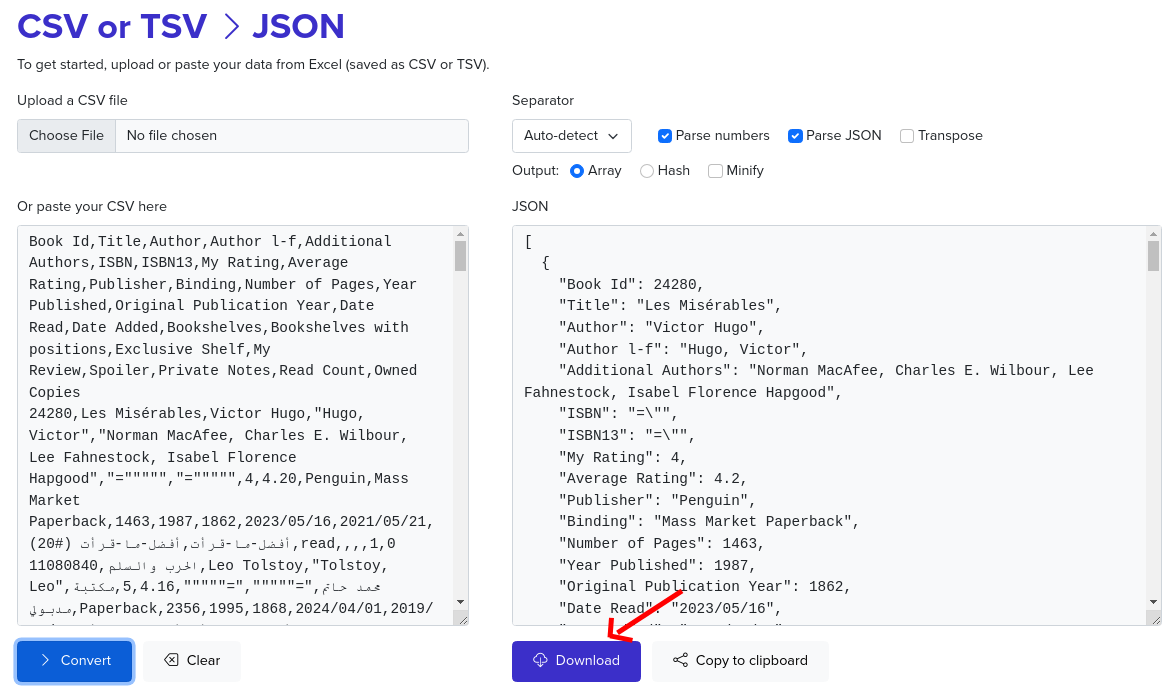 CSV or TSV > JSON
To get started, upload or paste your data from Excel (saved as CSV or TSV).
Upload a CSV file
Choose File No file chosen
Separator
Auto-detect Parse numbers Parse JSON Transpose
Output: Array Hash Minify
Or paste your CSV here
Book Id,Title,Author,Author l-f,Additional
Authors,ISBN,ISBN13,My Rating,Average
Rating,Publisher,Binding,Number of Pages,Year
Published,Original Publication Year,Date
Read,Date Added,Bookshelves,Bookshelves with
positions,Exclusive Shelf,My
Review,Spoiler,Private Notes,Read Count,Owned
Copies
24280,Les Misérables,Victor Hugo,"Hugo,
Victor","Norman MacAfee, Charles E. Wilbour,
Lee Fahnestock, Isabel Florence
Hapgood","=""""","=""""",4,4.20,Penguin,Mass
Market
Paperback,1463,1987,1862,2023/05/16,2021/05/21,
أفضل-ما-قرأت,أفضل-ما-قرأت (#20),read,,,,1,0
11080840,الحرب والسلم,Leo Tolstoy,"Tolstoy,
Leo",محمد حاتم,"=""""","=""""",5,4.16,مكتبة
مدبولي,Paperback,2356,1995,1868,2024/04/01,2019/
JSON
[
{
"Book Id": 24280,
"Title": "Les Misérables",
"Author": "Victor Hugo",
"Author l-f": "Hugo, Victor",
"Additional Authors": "Norman MacAfee, Charles E. Wilbour, Lee
Fahnestock, Isabel Florence Hapgood",
"ISBN": "=\"",
"ISBN13": "=\"",
"My Rating": 4,
"Average Rating": 4.2,
"Publisher": "Penguin",
"Binding": "Mass Market Paperback",
"Number of Pages": 1463,
"Year Published": 1987,
"Original Publication Year": 1862,
"Date Read": "2023/05/16",
Convert Clear
Download Copy to clipboard